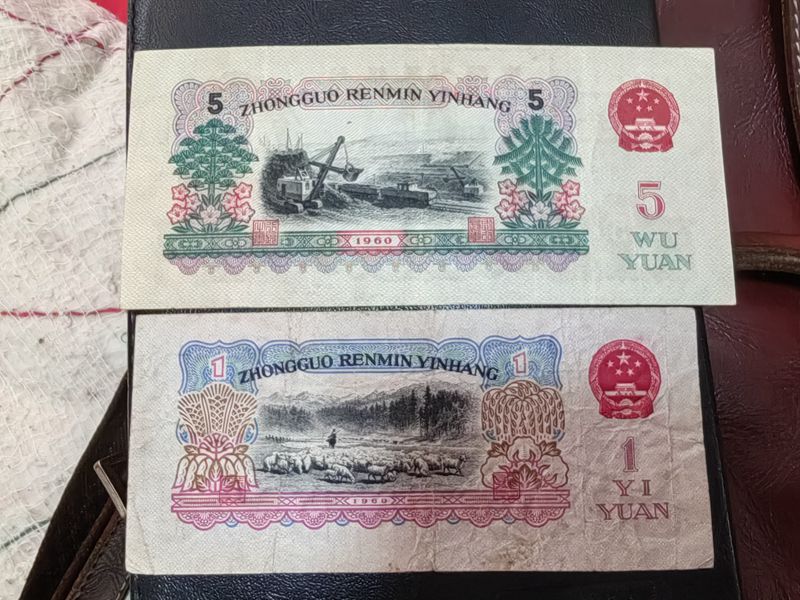 5 ZHONGGUO RENMIN YINHANG 5
1960
5
WU
YUAN
1 ZHONGGUO RENMIN YINHANG 1
1960
1
YI
YUAN